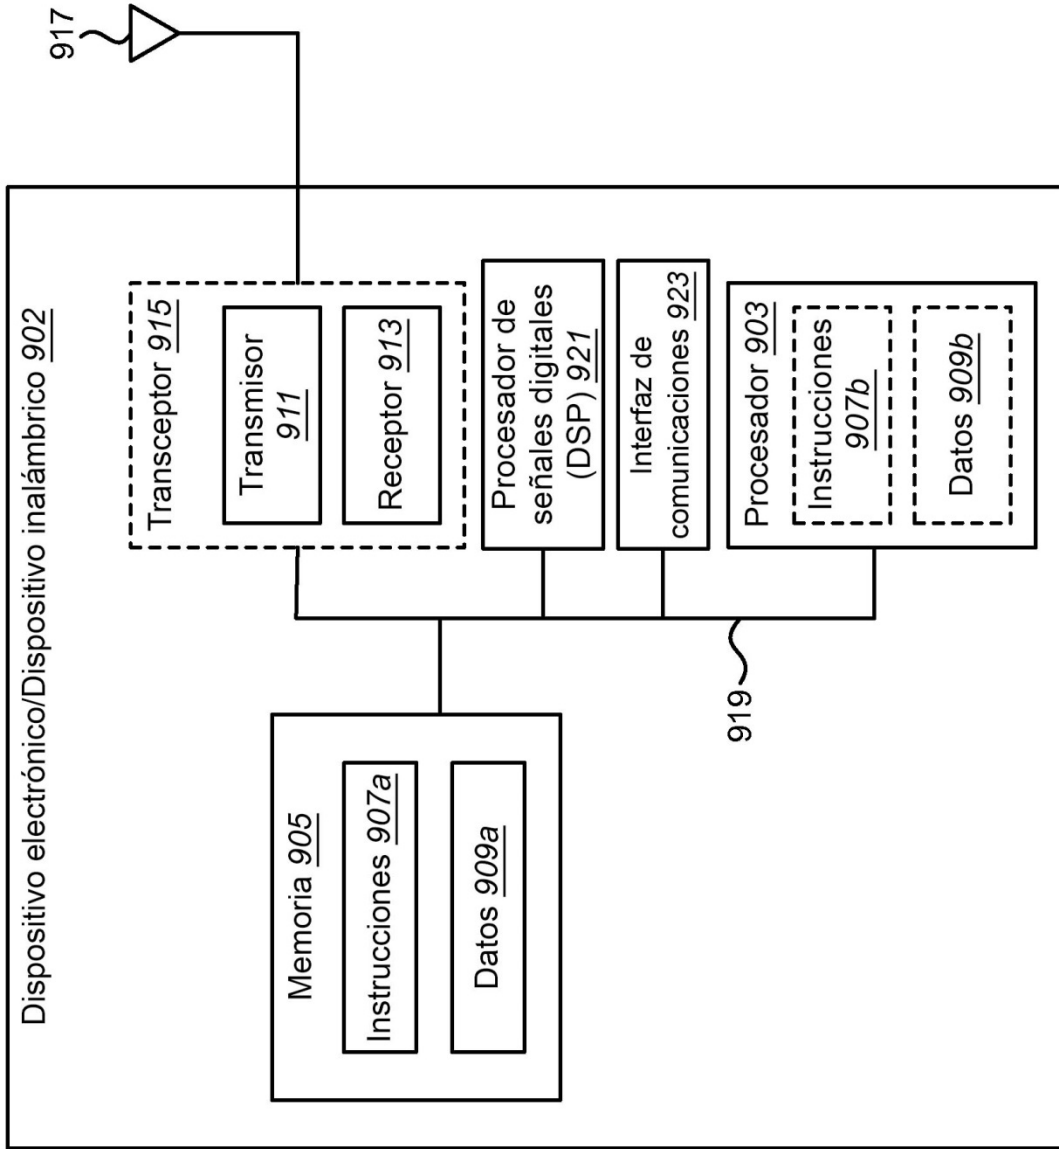 Dispositivo electrónico/Dispositivo inalámbrico 902
917
Transceptor 915
Transmisor
911
Receptor 913
Procesador de
señales digitales
(DSP) 921
Interfaz de
comunicaciones 923
Procesador 903
Instrucciones
907b
Datos 909b
Memoria 905
Instrucciones 907a
Datos 909a
919